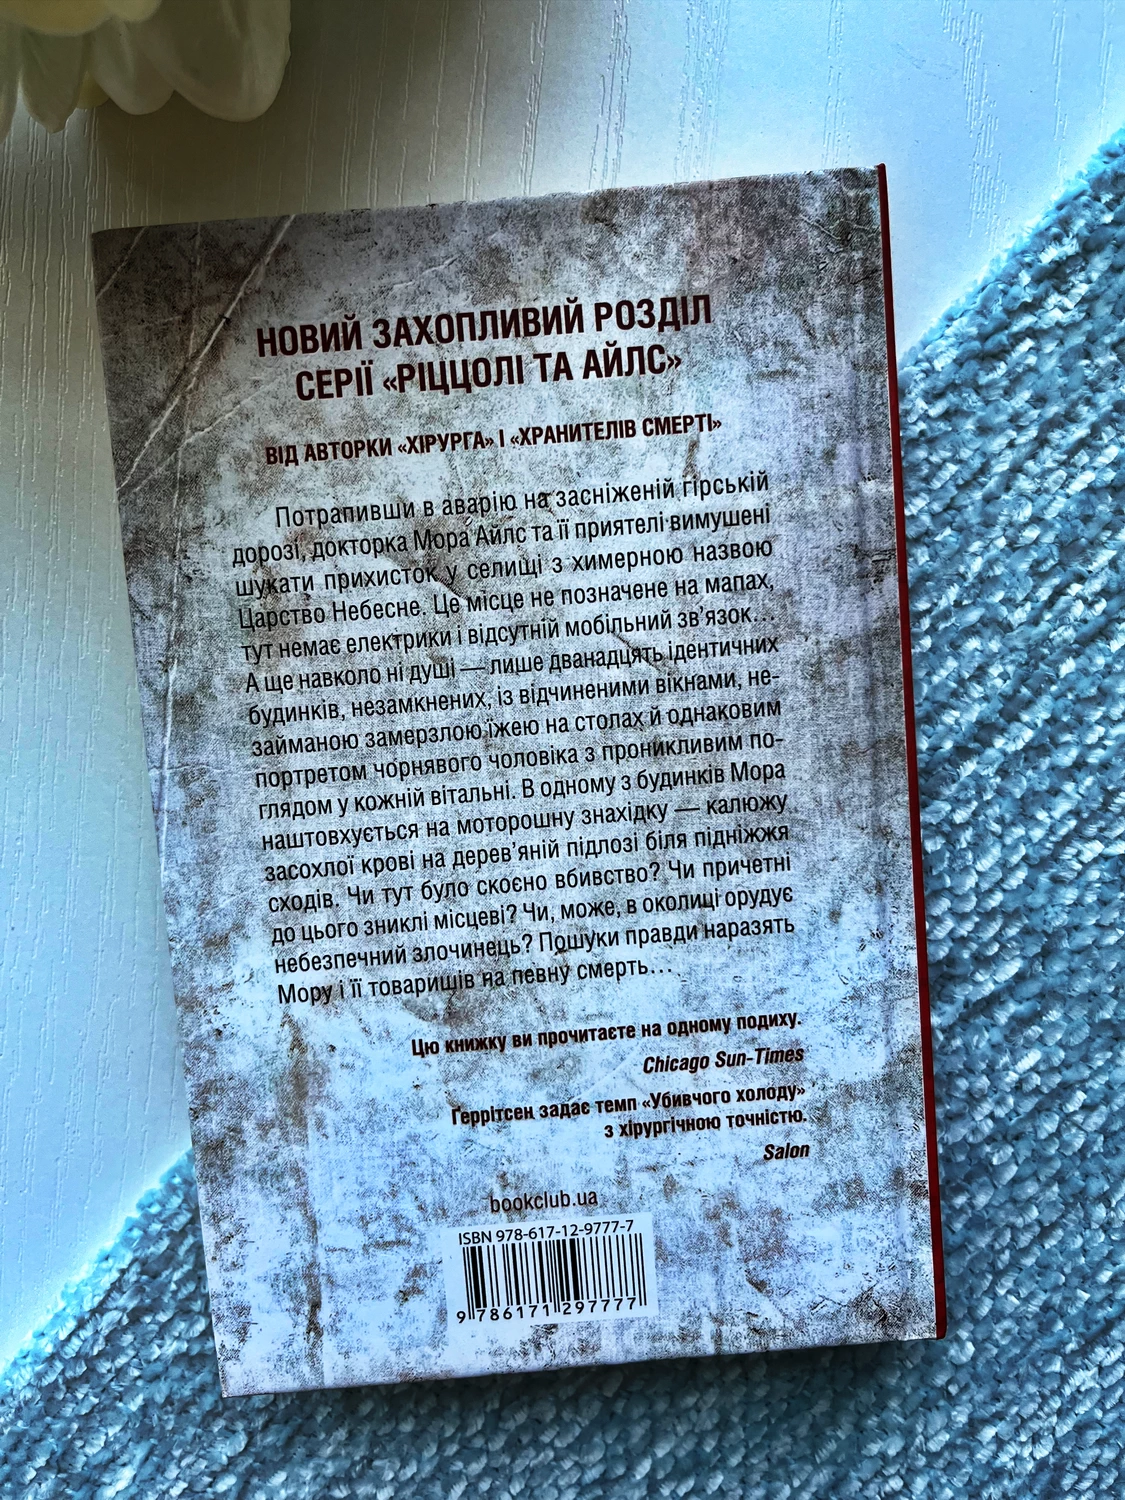 НОВИЙ ЗАХОПЛИВИЙ РОЗДІЛ
СЕРІЇ «РІЦЦОЛІ ТА АЙЛС»
ВІД АВТОРКИ «ХІРУРГА» І «ХРАНИТЕЛІВ СМЕРТІ»
Потрапивши в аварію на засніженій гірській
дорозі, докторка Мора Айлс та її приятелі вимушені
шукати прихисток у селищі з химерною назвою
Царство Небесне. Це місце не позначене на мапах,
тут немає електрики і відсутній мобільний зв’язок…
А ще навколо ні душі — лише дванадцять ідентичних
будинків, незамкнених, із відчиненими вікнами, не-
займаною замерзлою їжею на столах й однаковим
портретом чорнявого чоловіка з проникливим по-
глядом у кожній вітальні. В одному з будинків Мора
наштовхується на моторошну знахідку — калюжу
засохлої крові на дерев’яній підлозі біля підніжжя
сходів. Чи тут було скоєно вбивство? Чи причетні
до цього зниклі місцеві? Чи, може, в околиці орудує
небезпечний злочинець? Пошуки правди наразять
Мору і її товаришів на певну смерть…
Цю книжку ви прочитаєте на одному подиху.
Chicago Sun-Times
Ґеррітсен задає темп «Убивчого холоду»
з хірургічною точністю.
Salon
bookclub.ua
ISBN 978-617-12-9777-7
9 786171 297777